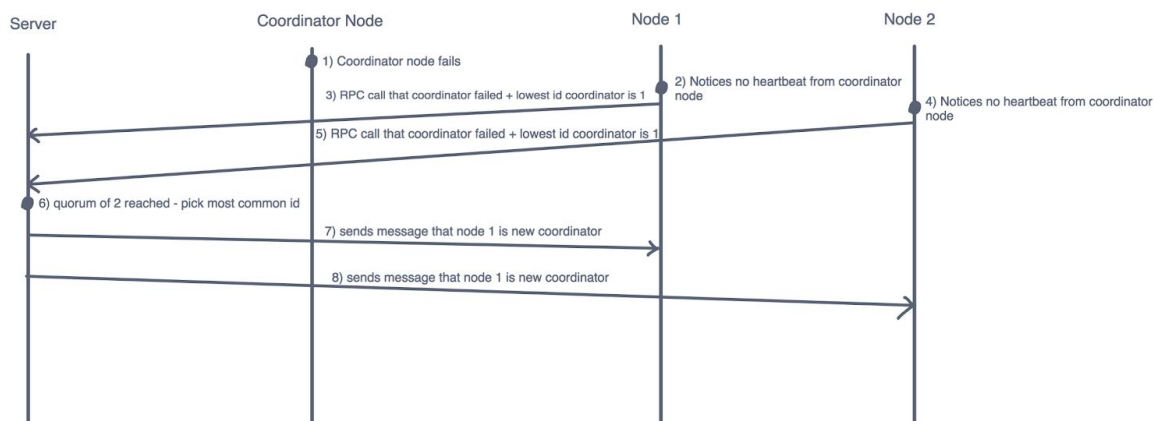 Server
Coordinator Node
Node 1
Node 2
1) Coordinator node fails
2) Notices no heartbeat from coordinator
node
3) RPC call that coordinator failed + lowest id coordinator is 1
4) Notices no heartbeat from coordinator
node
5) RPC call that coordinator failed + lowest id coordinator is 1
6) quorum of 2 reached - pick most common id
7) sends message that node 1 is new coordinator
8) sends message that node 1 is new coordinator